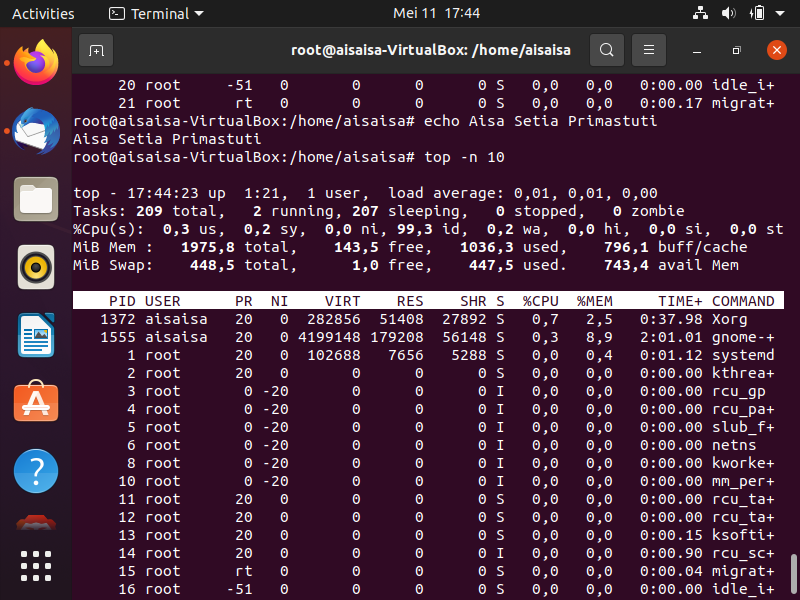 Activities Terminal Mei 11 17:44
root@aisaisa-VirtualBox: /home/aisaisa
20 root -51 0 0 0 0 S 0,0 0,0 0:00.00 idle_i+
21 root rt 0 0 0 0 S 0,0 0,0 0:00.17 migrat+
root@aisaisa-VirtualBox:/home/aisaisa# echo Aisa Setia Primastuti
Aisa Setia Primastuti
root@aisaisa-VirtualBox:/home/aisaisa# top -n 10
top - 17:44:23 up 1:21, 1 user, load average: 0,01, 0,01, 0,00
Tasks: 209 total, 2 running, 207 sleeping, 0 stopped, 0 zombie
%Cpu(s): 0,3 us, 0,2 sy, 0,0 ni, 99,3 id, 0,2 wa, 0,0 hi, 0,0 si, 0,0 st
MiB Mem : 1975,8 total, 143,5 free, 1036,3 used, 796,1 buff/cache
MiB Swap: 448,5 total, 1,0 free, 447,5 used. 743,4 avail Mem
PID USER PR NI VIRT RES SHR S %CPU %MEM TIME+ COMMAND
1372 aisaisa 20 0 282856 51408 27892 S 0,7 2,5 0:37.98 Xorg
1555 aisaisa 20 0 4199148 179208 56148 S 0,3 8,9 2:01.01 gnome-+
1 root 20 0 102688 7656 5288 S 0,0 0,4 0:01.12 systemd
2 root 20 0 0 0 0 S 0,0 0,0 0:00.00 kthrea+
3 root 0 -20 0 0 0 I 0,0 0,0 0:00.00 rcu_gp
4 root 0 -20 0 0 0 I 0,0 0,0 0:00.00 rcu_pa+
5 root 0 -20 0 0 0 I 0,0 0,0 0:00.00 slub_f+
6 root 0 -20 0 0 0 I 0,0 0,0 0:00.00 netns
8 root 0 -20 0 0 0 I 0,0 0,0 0:00.00 kworke+
10 root 0 -20 0 0 0 I 0,0 0,0 0:00.00 mm_per+
11 root 20 0 0 0 0 S 0,0 0,0 0:00.00 rcu_ta+
12 root 20 0 0 0 0 S 0,0 0,0 0:00.00 rcu_ta+
13 root 20 0 0 0 0 S 0,0 0,0 0:00.15 ksofti+
14 root 20 0 0 0 0 I 0,0 0,0 0:00.90 rcu_sc+
15 root rt 0 0 0 0 S 0,0 0,0 0:00.04 migrat+
16 root -51 0 0 0 0 S 0,0 0,0 0:00.00 idle_i+